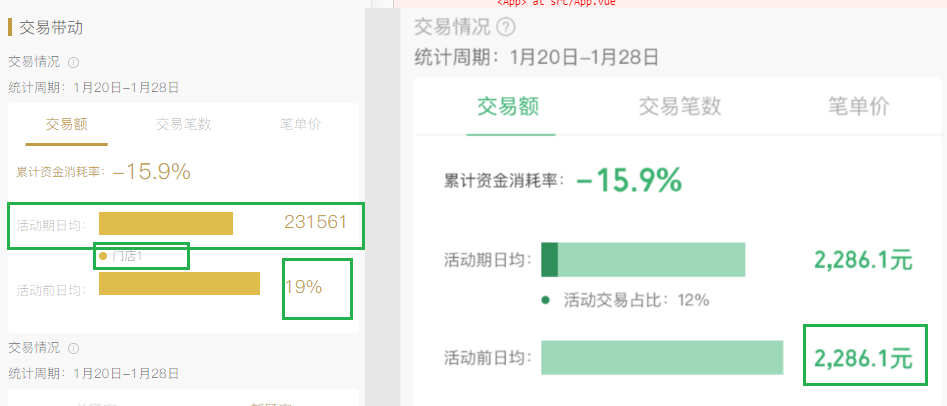 <App> at src/App.vue
交易带动
交易情况
统计周期：1月20日-1月28日
交易额 交易笔数 笔单价
累计资金消耗率：-15.9%
活动期日均： 231561
门店1
活动前日均： 19%
交易情况
统计周期：1月20日-1月28日
交易情况
统计周期：1月20日-1月28日
交易额 交易笔数 笔单价
累计资金消耗率：-15.9%
活动期日均： 2,286.1元
活动交易占比：12%
活动前日均： 2,286.1元